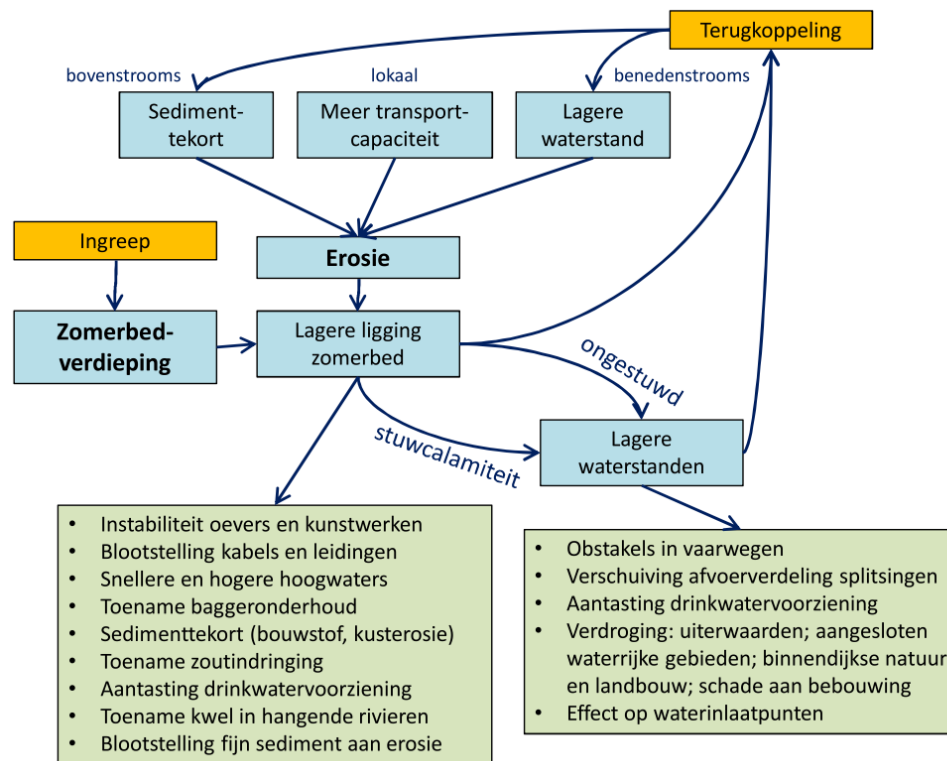 Terugkoppeling
bovenstrooms
lokaal
benedenstrooms
Sediment-
tekort
Meer transport-
capaciteit
Lagere
waterstand
Ingreep
Erosie
Zomerbed-
verdieping
Lagere ligging
zomerbed
ongestuwd
stuwcalamiteit
Lagere
waterstanden
• Instabiliteit oevers en kunstwerken
• Blootstelling kabels en leidingen
• Snellere en hogere hoogwaters
• Toename baggeronderhoud
• Sedimenttekort (bouwstof, kusterosie)
• Toename zoutindringing
• Aantasting drinkwatervoorziening
• Toename kwel in hangende rivieren
• Blootstelling fijn sediment aan erosie
• Obstakels in vaarwegen
• Verschuiving afvoerverdeling splitsingen
• Aantasting drinkwatervoorziening
• Verdroging: uiterwaarden; aangesloten
waterrijke gebieden; binnendijkse natuur
en landbouw; schade aan bebouwing
• Effect op waterinlaatpunten